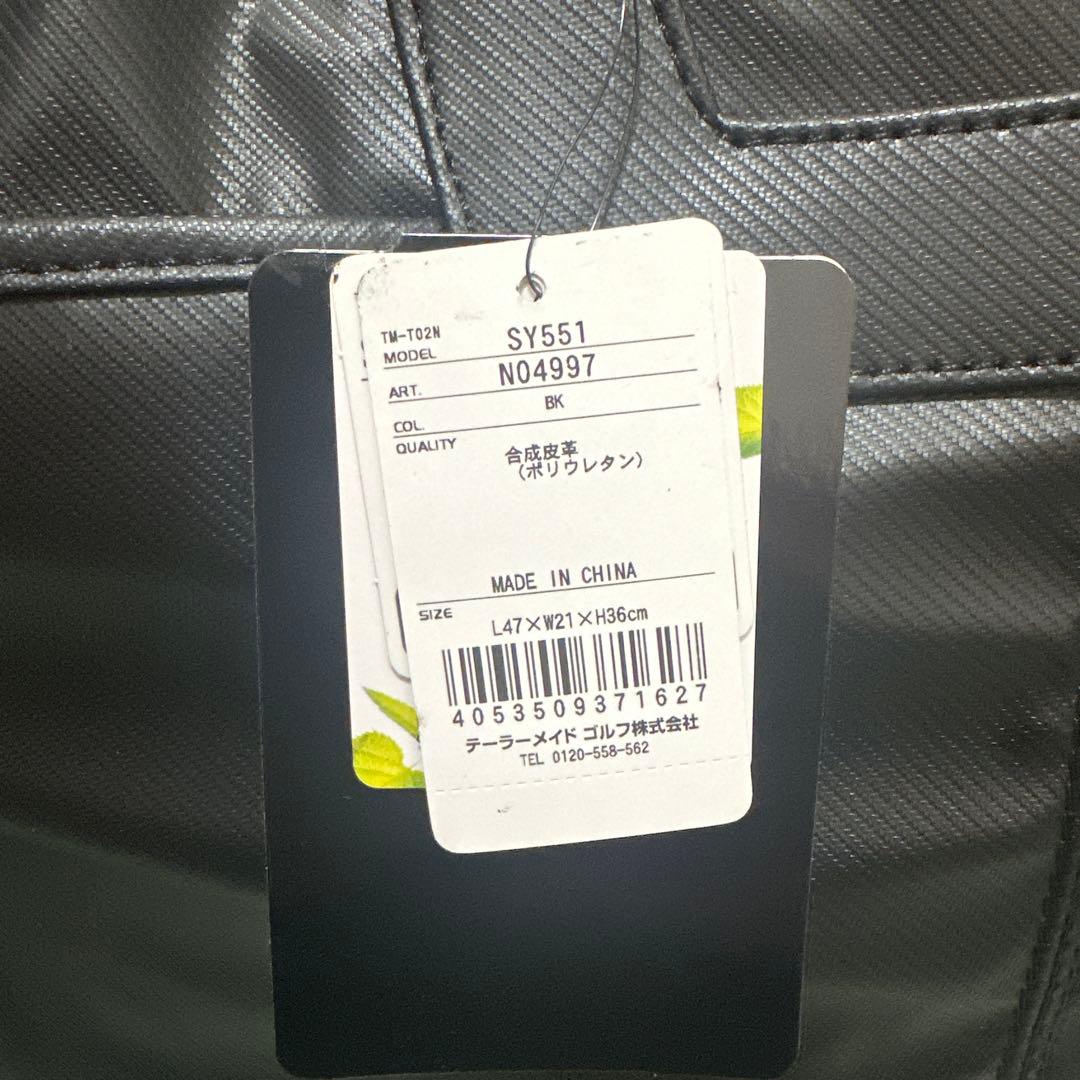 TM-T02N
MODEL SY551
ART. N04997
COL. BK
QUALITY 合成皮革
（ポリウレタン）
MADE IN CHINA
SIZE L47×W21×H36cm
4053509371627
テーラーメイド ゴルフ株式会社
TEL 0120-558-562